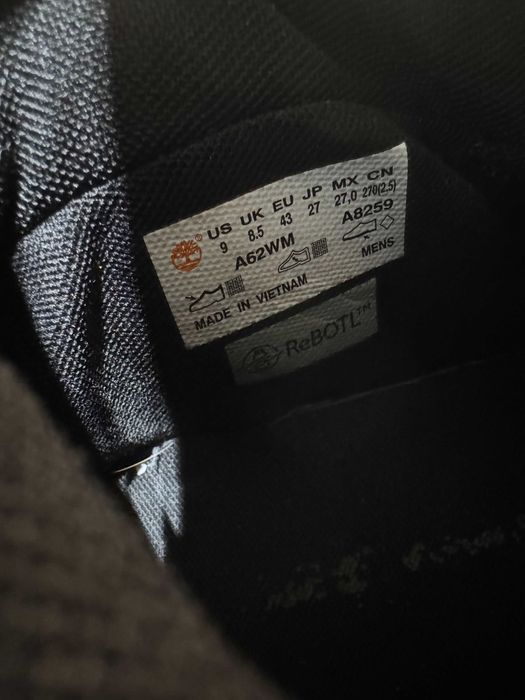 ® US UK EU JP MX CN
9 8.5 43 27 27,0 270(2.5)
A62WM A8259
MENS
MADE IN VIETNAM
ReBOTL™